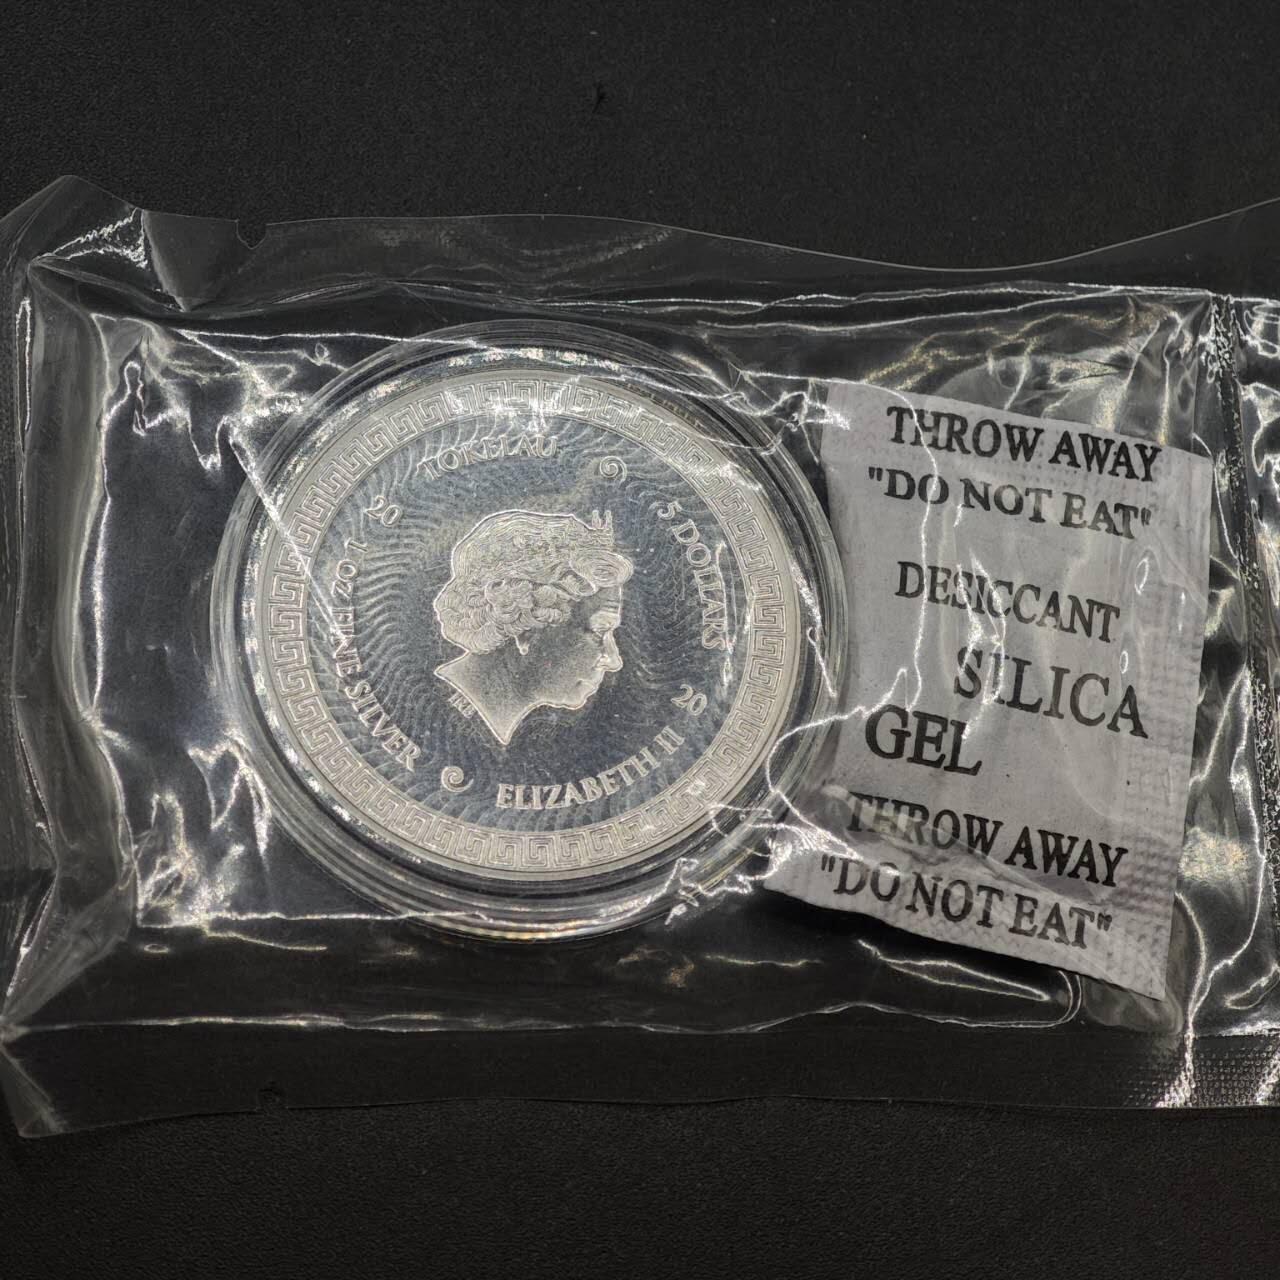 TOKELAU
5 DOLLARS
20
20
1 OZ FINE SILVER
ELIZABETH II
THROW AWAY
"DO NOT EAT"
DESICCANT
SILICA
GEL
THROW AWAY
"DO NOT EAT"